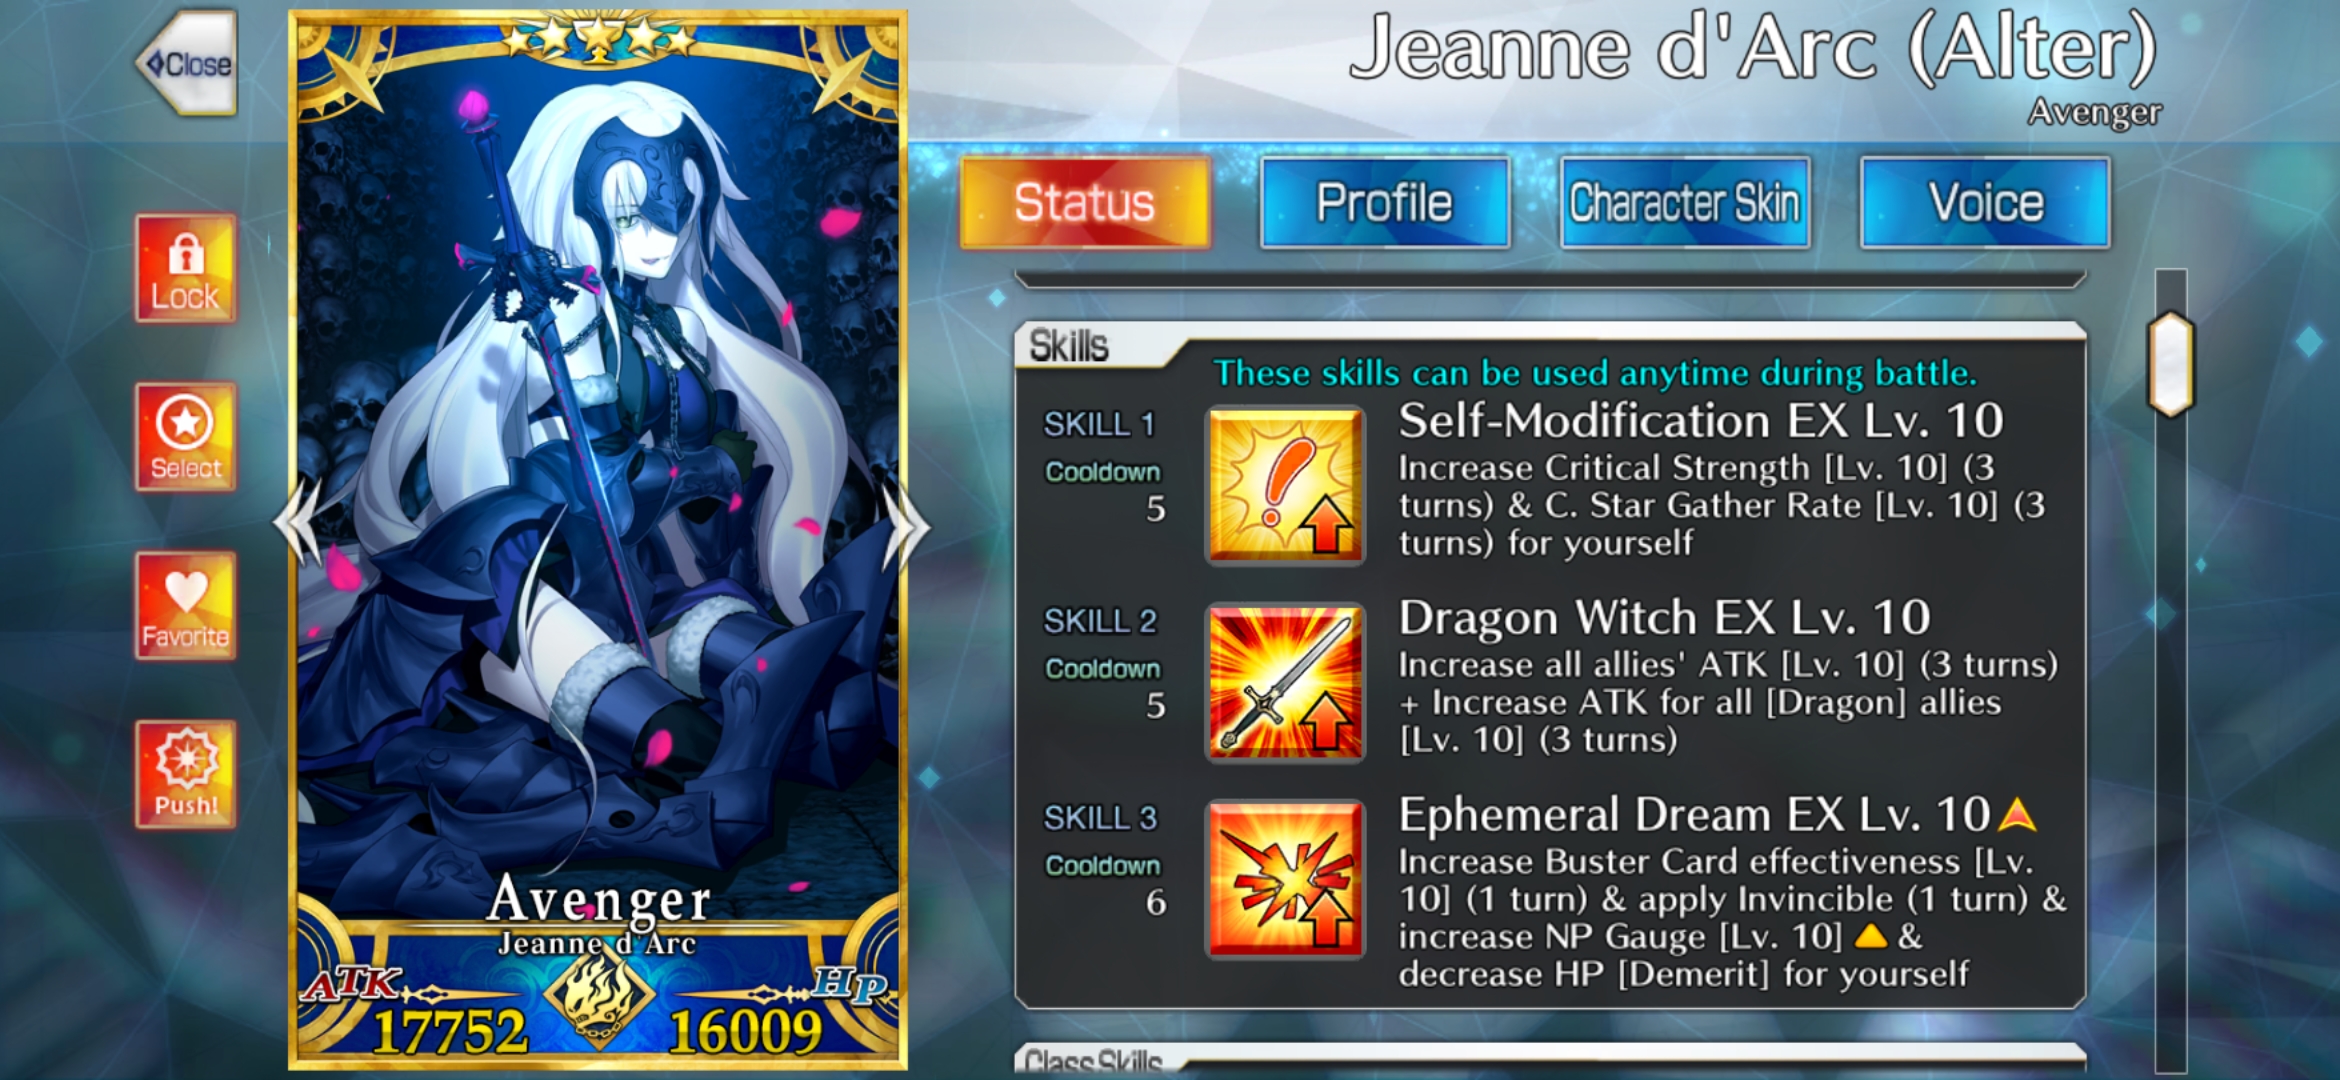 Close
Lock
Select
Favorite
Push!
Avenger
Jeanne d'Arc
ATK
17752
HP
16009
Jeanne d'Arc (Alter)
Avenger
Status
Profile
Character Skin
Voice
Skills
These skills can be used anytime during battle.
SKILL 1
Cooldown
5
Self-Modification EX Lv. 10
Increase Critical Strength [Lv. 10] (3
turns) & C. Star Gather Rate [Lv. 10] (3
turns) for yourself
SKILL 2
Cooldown
5
Dragon Witch EX Lv. 10
Increase all allies' ATK [Lv. 10] (3 turns)
+ Increase ATK for all [Dragon] allies
[Lv. 10] (3 turns)
SKILL 3
Cooldown
6
Ephemeral Dream EX Lv. 10
Increase Buster Card effectiveness [Lv.
10] (1 turn) & apply Invincible (1 turn) &
increase NP Gauge [Lv. 10] &
decrease HP [Demerit] for yourself
Class Skills